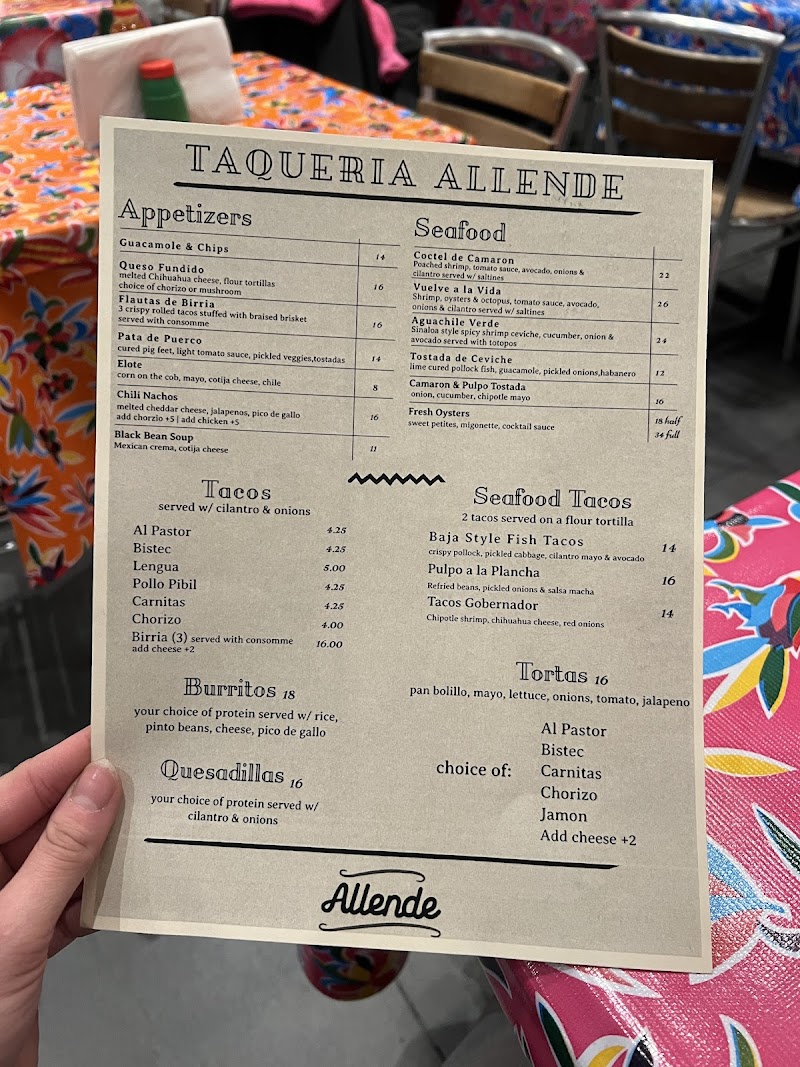 TAQUERIA ALLENDE
Appetizers
Guacamole & Chips 14
Queso Fundido
melted Chihuahua cheese, flour tortillas
choice of chorizo or mushroom 16
Flautas de Birria
3 crispy rolled tacos stuffed with braised brisket
served with consomme 16
Pata de Puerco
cured pig feet, light tomato sauce, pickled veggies,tostadas 14
Elote
corn on the cob, mayo, cotija cheese, chile 8
Chili Nachos
melted cheddar cheese, jalapenos, pico de gallo
add chorzio +5 | add chicken +5 16
Black Bean Soup
Mexican crema, cotija cheese 11
Seafood
Coctel de Camaron
Poached shrimp, tomato sauce, avocado, onions &
cilantro served w/ saltines 22
Vuelve a la Vida
Shrimp, oysters & octopus, tomato sauce, avocado,
onions & cilantro served w/ saltines 26
Aguachile Verde
Sinaloa style spicy shrimp ceviche, cucumber, onion &
avocado served with totopos 24
Tostada de Ceviche
lime cured pollock fish, guacamole, pickled onions,habanero 12
Camaron & Pulpo Tostada
onion, cucumber, chipotle mayo 16
Fresh Oysters 18 half
sweet petites, migonette, cocktail sauce 34 full
Tacos
served w/ cilantro & onions
Al Pastor 4.25
Bistec 4.25
Lengua 5.00
Pollo Pibil 4.25
Carnitas 4.25
Chorizo 4.00
Birria (3) served with consomme 16.00
add cheese +2
Seafood Tacos
2 tacos served on a flour tortilla
Baja Style Fish Tacos 14
crispy pollock, pickled cabbage, cilantro mayo & avocado
Pulpo a la Plancha 16
Refried beans, pickled onions & salsa macha
Tacos Gobernador 14
Chipotle shrimp, chihuahua cheese, red onions
Burritos 18
your choice of protein served w/ rice,
pinto beans, cheese, pico de gallo
Quesadillas 16
your choice of protein served w/
cilantro & onions
Tortas 16
pan bolillo, mayo, lettuce, onions, tomato, jalapeno
choice of:
Al Pastor
Bistec
Carnitas
Chorizo
Jamon
Add cheese +2
Allende